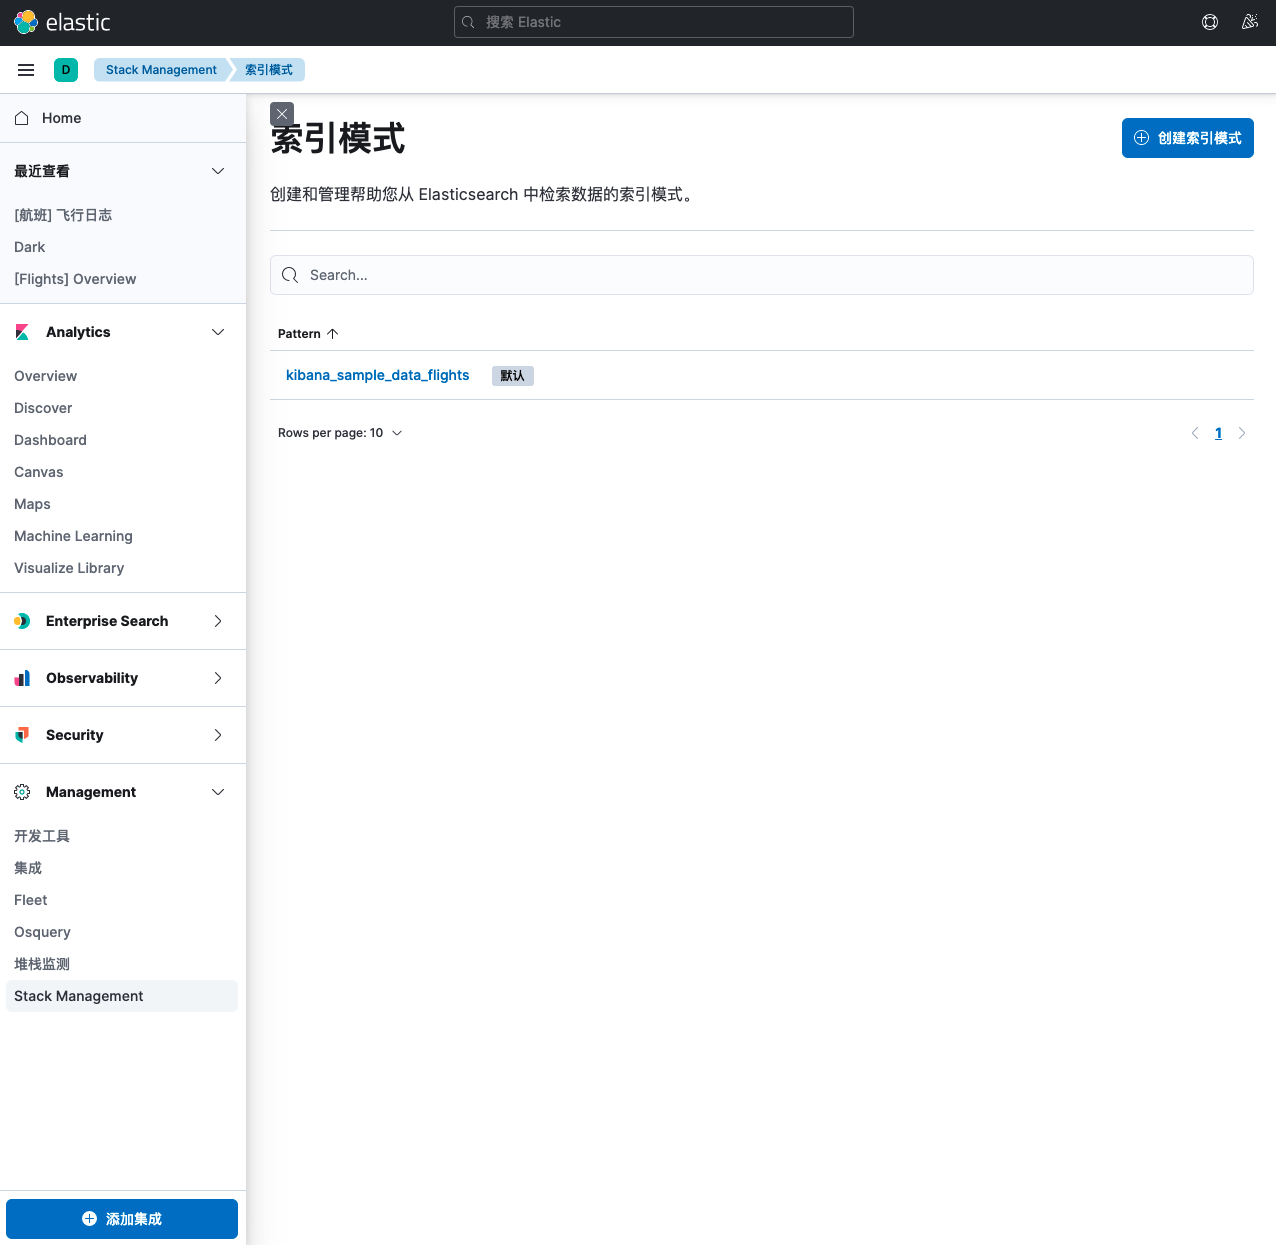 elastic
搜索 Elastic
D
Stack Management
索引模式
Home
最近查看
[航班] 飞行日志
Dark
[Flights] Overview
Analytics
Overview
Discover
Dashboard
Canvas
Maps
Machine Learning
Visualize Library
Enterprise Search
Observability
Security
Management
开发工具
集成
Fleet
Osquery
堆栈监测
Stack Management
添加集成
索引模式
创建索引模式
创建和管理帮助您从 Elasticsearch 中检索数据的索引模式。
Search...
Pattern
kibana_sample_data_flights 默认
Rows per page: 10
1